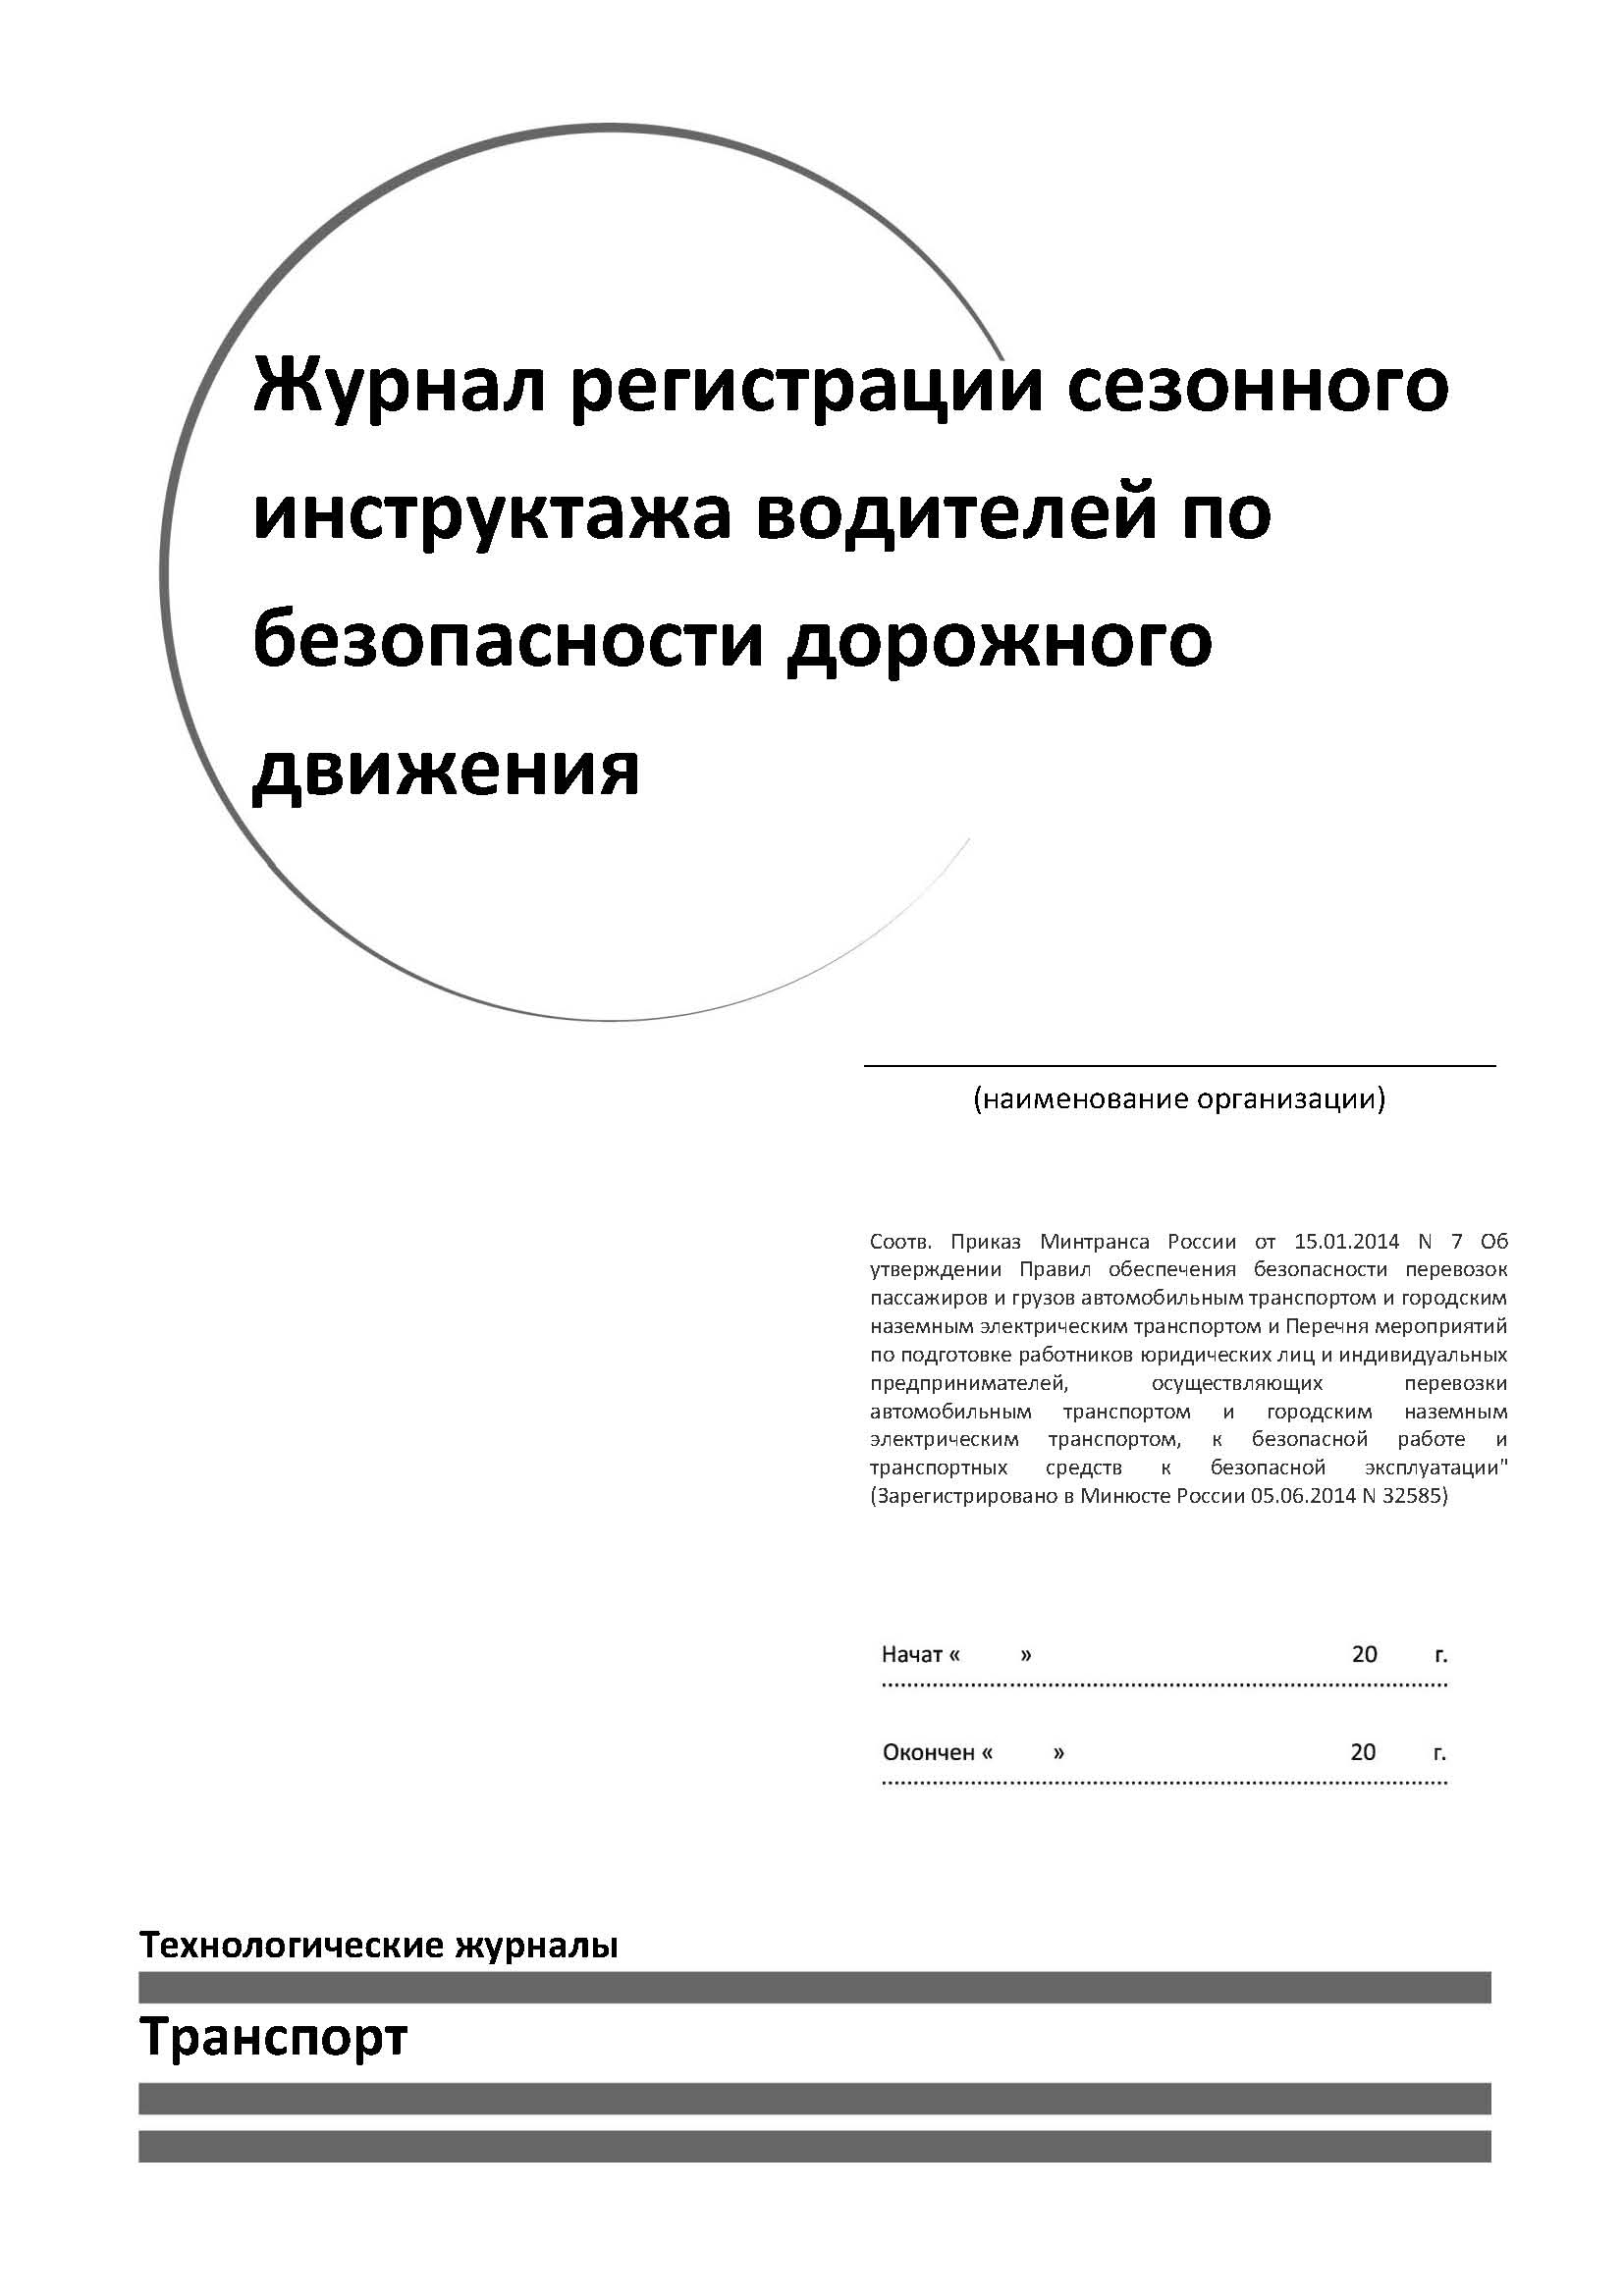 Журнал регистрации сезонного
инструктажа водителей по
безопасности дорожного
движения
(наименование организации)
Соотв. Приказ Минтранса России от 15.01.2014 N 7 Об
утверждении Правил обеспечения безопасности перевозок
пассажиров и грузов автомобильным транспортом и городским
наземным электрическим транспортом и Перечня мероприятий
по подготовке работников юридических лиц и индивидуальных
предпринимателей, осуществляющих перевозки
автомобильным транспортом и городским наземным
электрическим транспортом, к безопасной работе и
транспортных средств к безопасной эксплуатации"
(Зарегистрировано в Минюсте России 05.06.2014 N 32585)
Начат « » 20 г.
Окончен « » 20 г.
Технологические журналы
Транспорт